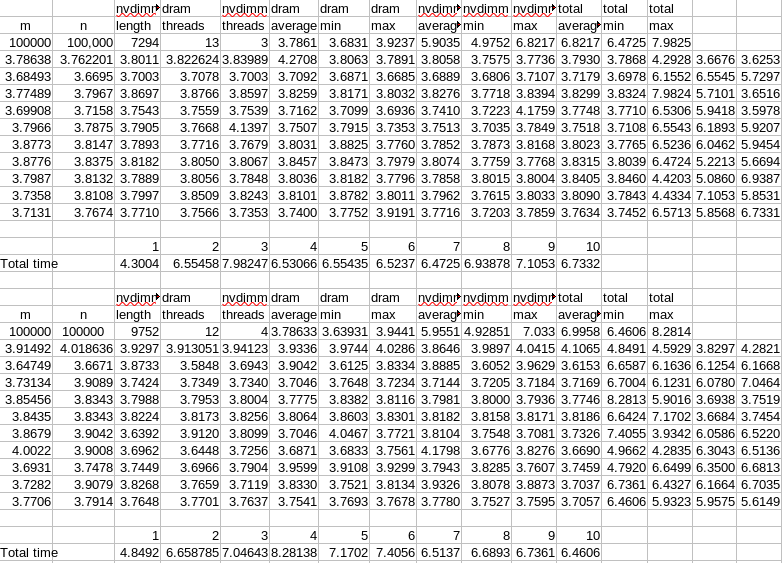 nvdimm dram nvdimm dram dram dram nvdimm nvdimm nvdimm total total total
m n length threads threads average min max averag min max averag min max
100000 100,000 7294 13 3 3.7861 3.6831 3.9237 5.9035 4.9752 6.8217 6.8217 6.4725 7.9825
3.78638 3.762201 3.8011 3.822624 3.83989 4.2708 3.8063 3.7891 3.8058 3.7575 3.7736 3.7930 3.8668 4.2928 3.6676 3.6253
3.68493 3.6695 3.7003 3.7078 3.7003 3.7092 3.6871 3.6685 3.6889 3.6806 3.7107 3.7179 3.6978 6.1552 6.5545 5.7297
3.77489 3.7967 3.8697 3.8766 3.8597 3.8259 3.8171 3.8032 3.8276 3.7718 3.8394 3.8299 3.8324 7.9824 5.7101 3.6516
3.69908 3.7158 3.7543 3.7559 3.7539 3.7162 3.7099 3.6936 3.7410 3.7223 4.1759 3.7748 3.7710 6.5306 5.9418 3.5978
3.7966 3.7875 3.7905 3.7668 4.1397 3.7507 3.7915 3.7353 3.7513 3.7035 3.7849 3.7518 3.7108 6.5543 6.1893 5.9207
3.8773 3.8147 3.7893 3.7716 3.7679 3.8031 3.8825 3.7760 3.7852 3.7873 3.8168 3.8023 3.7765 6.5236 6.0462 5.9454
3.8776 3.8375 3.8182 3.8050 3.8067 3.8457 3.8473 3.7979 3.8074 3.7759 3.7768 3.8315 3.8039 6.4724 5.2213 5.6694
3.7987 3.8132 3.7889 3.8056 3.7848 3.8036 3.8182 3.7796 3.7858 3.8015 3.8004 3.8405 3.8460 4.4203 5.0860 6.9387
3.7358 3.8108 3.7997 3.8509 3.8243 3.8101 3.8782 3.8011 3.7962 3.7615 3.8033 3.8090 3.7843 4.4334 7.1053 5.8531
3.7131 3.7674 3.7710 3.7566 3.7353 3.7400 3.7752 3.9191 3.7716 3.7203 3.7859 3.7634 3.7452 6.5713 5.8568 6.7331
1 2 3 4 5 6 7 8 9 10
Total time 4.3004 6.55458 7.98247 6.53066 6.55435 6.5237 6.4725 6.93878 7.1053 6.7332
nvdimm dram nvdimm dram dram dram nvdimm nvdimm nvdimm total total total
m n length threads threads average min max averag min max averag min max
100000 100000 9752 12 4 3.78633 3.63931 3.9441 5.9551 4.92851 7.033 6.9958 6.4606 8.2814
3.91492 4.018636 3.9297 3.913051 3.94123 3.9336 3.9744 4.0286 3.8646 3.9897 4.0415 4.1065 4.8491 4.5929 3.8297 4.2821
3.64749 3.6671 3.8733 3.5848 3.6943 3.9042 3.6125 3.8334 3.8885 3.6052 3.9629 3.6153 6.6587 6.1636 6.1254 6.1668
3.73134 3.9089 3.7424 3.7349 3.7340 3.7046 3.7648 3.7234 3.7144 3.7205 3.7184 3.7169 6.7004 6.1231 6.0780 7.0464
3.85456 3.8343 3.7988 3.7953 3.8004 3.7775 3.8382 3.8116 3.7981 3.8000 3.7936 3.7746 8.2813 5.9016 3.6938 3.7519
3.8435 3.8343 3.8224 3.8173 3.8256 3.8064 3.8603 3.8301 3.8182 3.8158 3.8171 3.8186 6.6424 7.1702 3.6684 3.7454
3.8679 3.9042 3.6392 3.9120 3.8099 3.7046 4.0467 3.7721 3.8104 3.7548 3.7081 3.7326 7.4055 3.9342 6.0586 6.5220
4.0022 3.9008 3.6962 3.6448 3.7256 3.6871 3.6833 3.7561 4.1798 3.6776 3.8276 3.6690 4.9662 4.2835 6.3043 6.5136
3.6931 3.7478 3.7449 3.6966 3.7904 3.9599 3.9108 3.9299 3.7943 3.8285 3.7607 3.7459 4.7920 6.6499 6.3500 6.6813
3.7282 3.9079 3.8268 3.7659 3.7119 3.8330 3.7521 3.8134 3.9326 3.8078 3.8873 3.7037 6.7361 6.4327 6.1664 6.7035
3.7706 3.7914 3.7648 3.7701 3.7637 3.7541 3.7693 3.7678 3.7780 3.7527 3.7595 3.7057 6.4606 5.9323 5.9575 5.6149
1 2 3 4 5 6 7 8 9 10
Total time 4.8492 6.658785 7.04643 8.28138 7.1702 7.4056 6.5137 6.6893 6.7361 6.4606